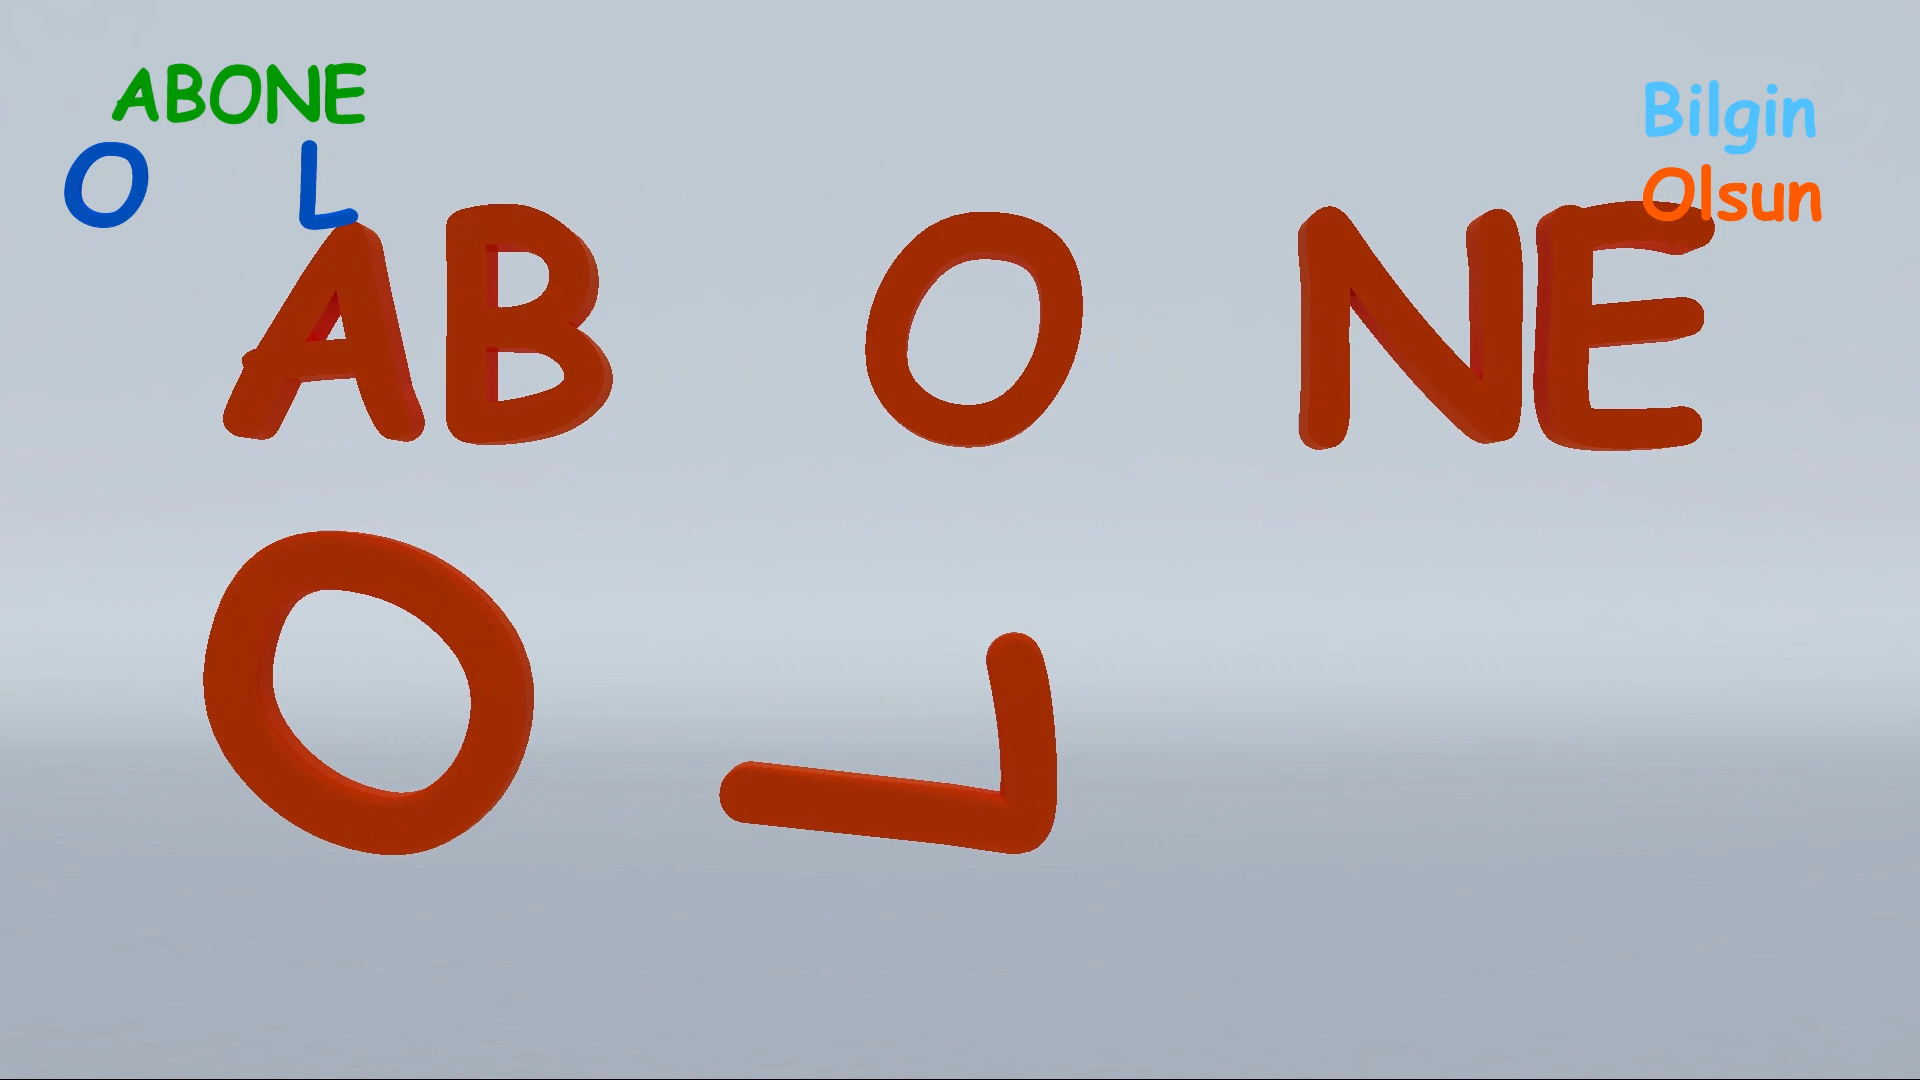 ABONE
O L
Bilgin
Olsun
AB O NE
O L